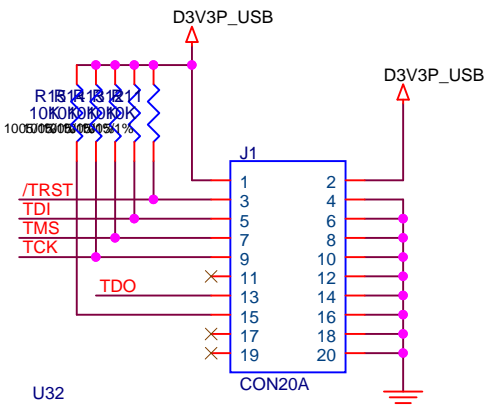 D3V3P_USB
D3V3P_USB
J1
1 2
/TRST 3 4
TDI 5 6
TMS 7 8
TCK 9 10
11 12
TDO 13 14
15 16
17 18
19 20
CON20A
U32